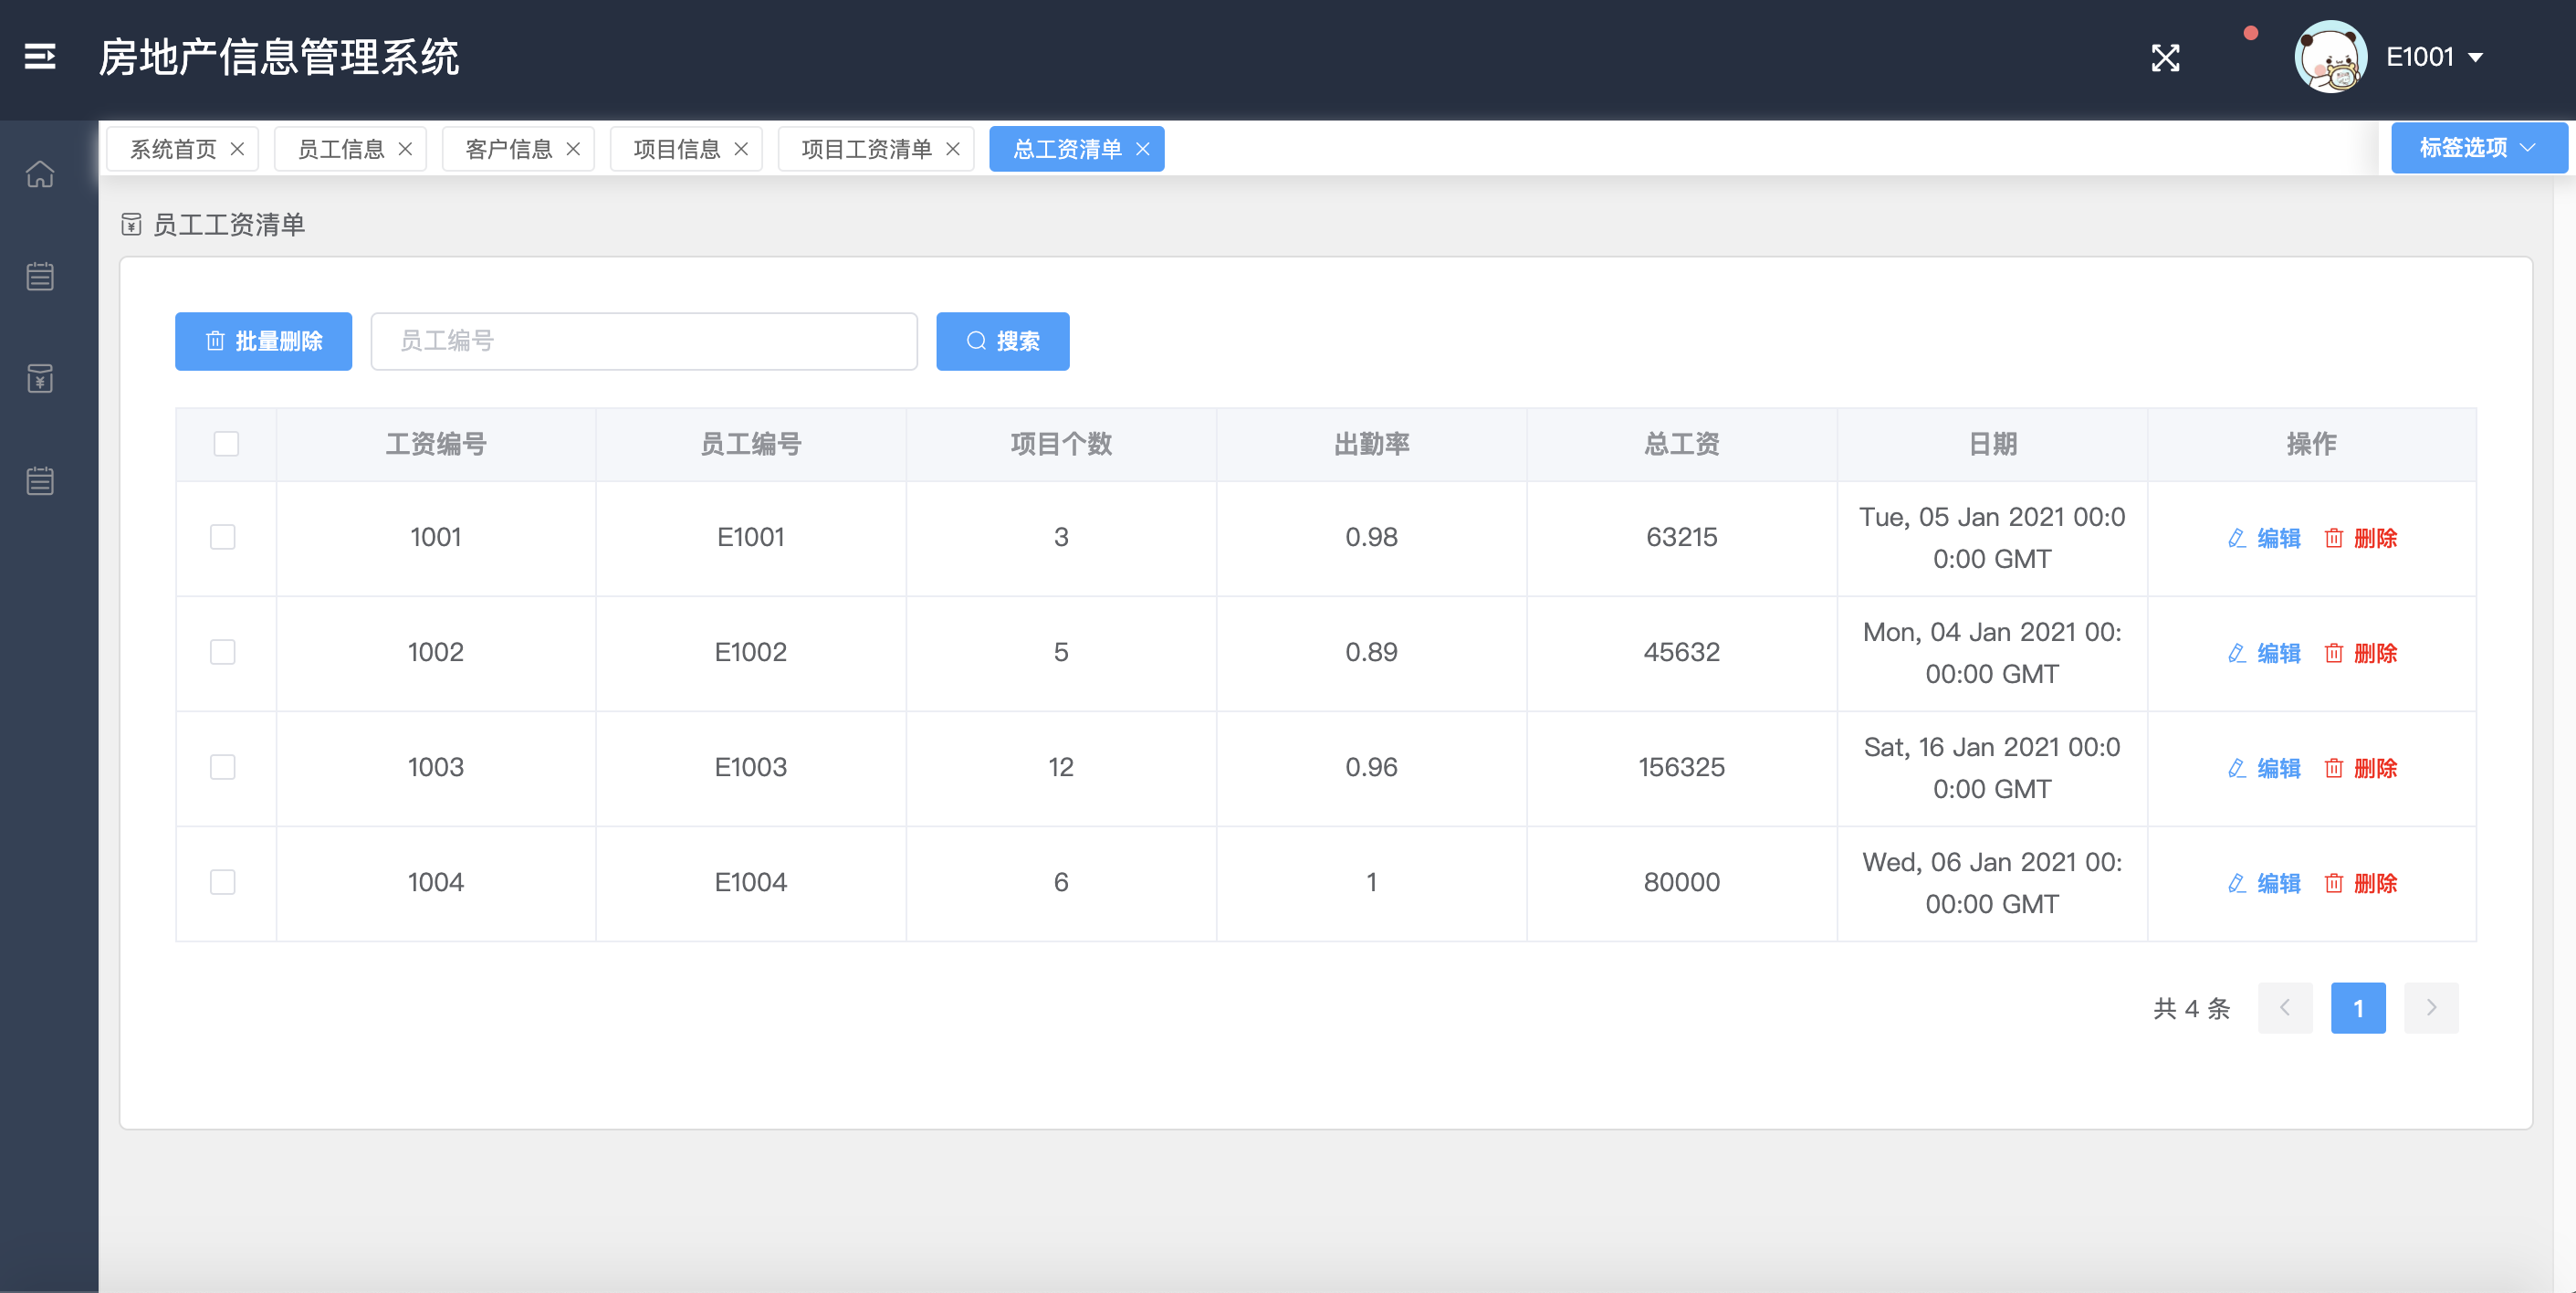 房地产信息管理系统
E1001
系统首页 员工信息 客户信息 项目信息 项目工资清单 总工资清单 标签选项
员工工资清单
批量删除 员工编号 搜索
工资编号 员工编号 项目个数 出勤率 总工资 日期 操作
1001 E1001 3 0.98 63215 Tue, 05 Jan 2021 00:0
0:00 GMT 编辑 删除
1002 E1002 5 0.89 45632 Mon, 04 Jan 2021 00:
00:00 GMT 编辑 删除
1003 E1003 12 0.96 156325 Sat, 16 Jan 2021 00:0
0:00 GMT 编辑 删除
1004 E1004 6 1 80000 Wed, 06 Jan 2021 00:
00:00 GMT 编辑 删除
共 4 条 1